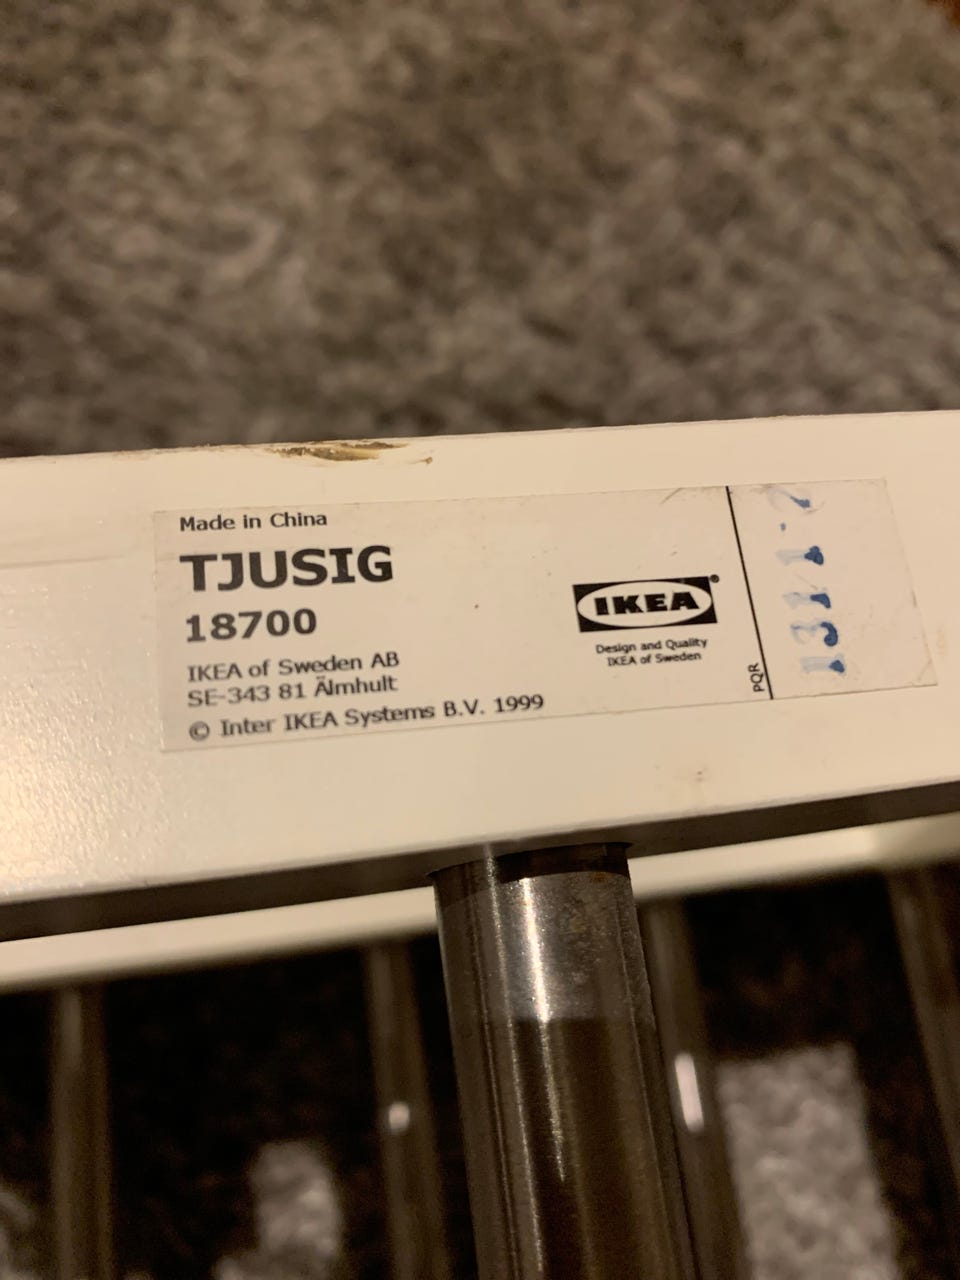 Made in China
TJUSIG
18700
IKEA of Sweden AB
SE-343 81 Älmhult
© Inter IKEA Systems B.V. 1999
IKEA®
Design and Quality
IKEA of Sweden
PQR